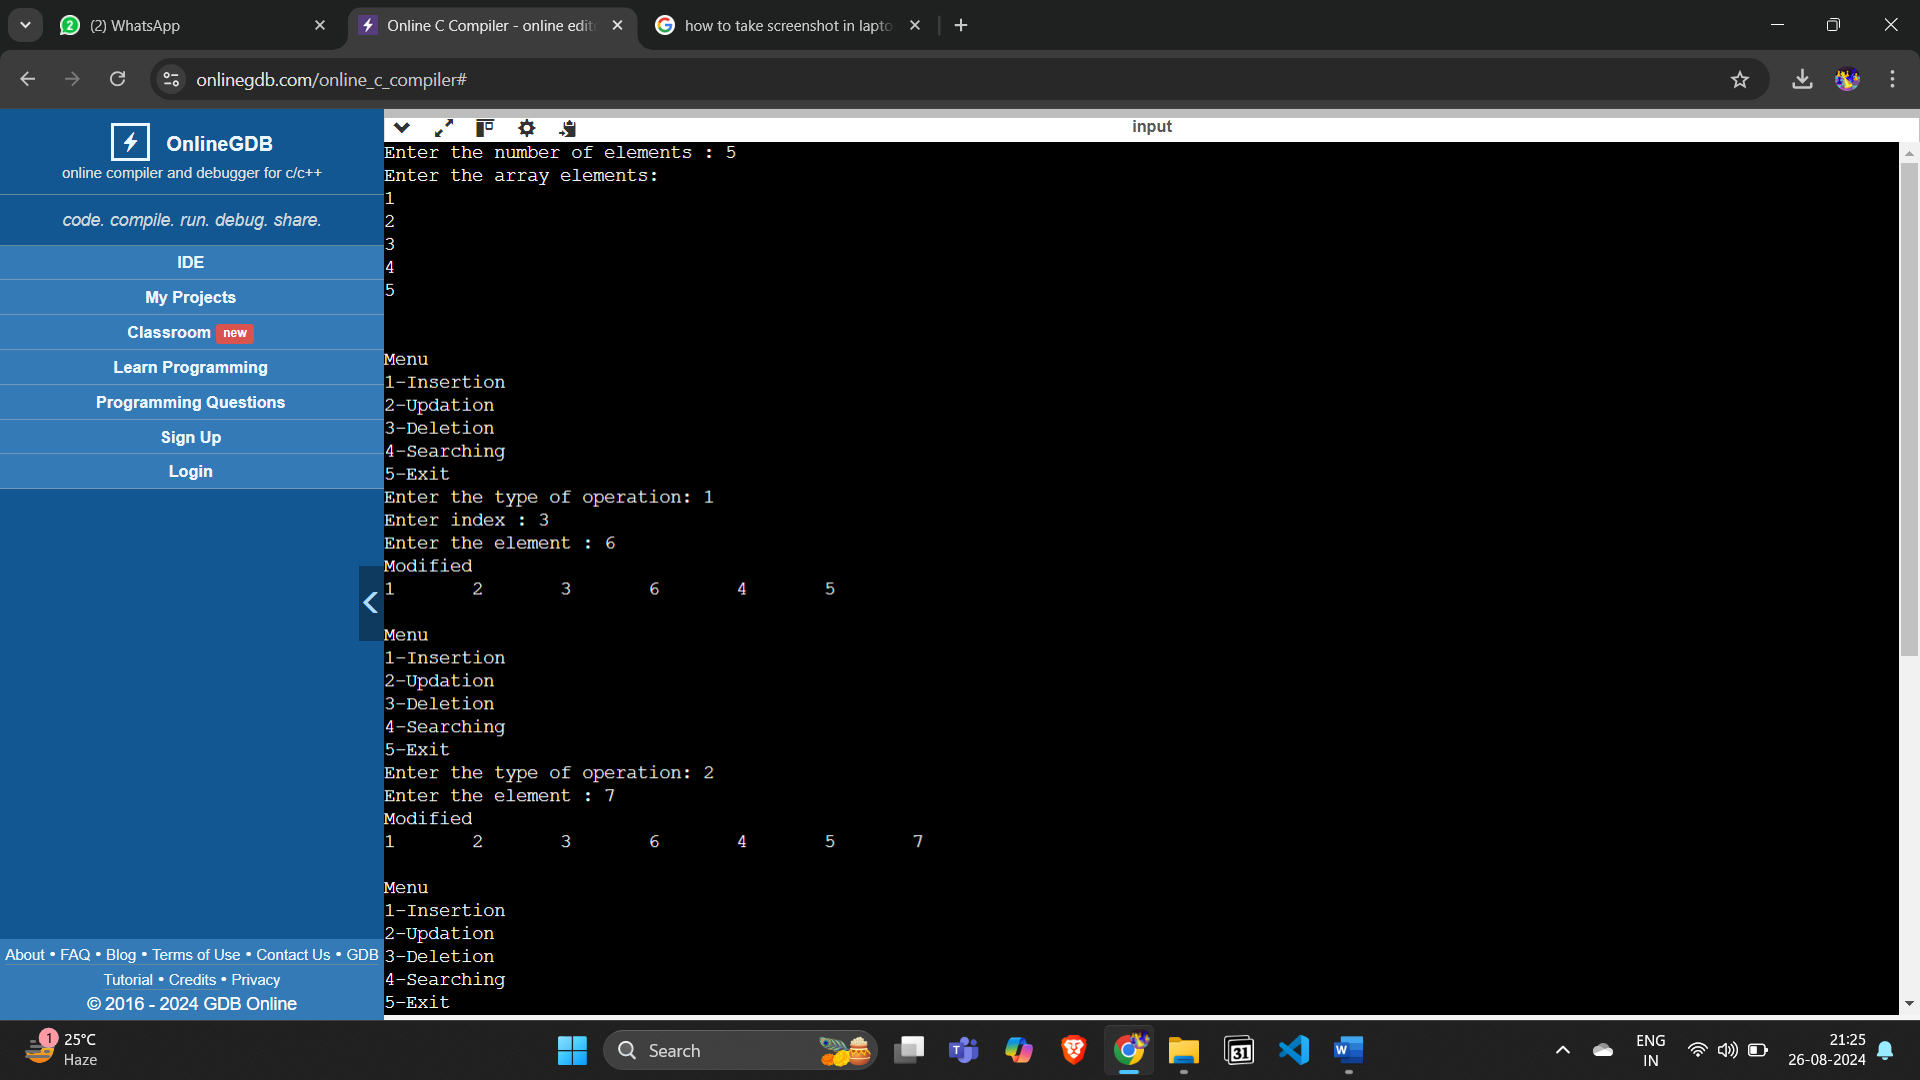 (2) WhatsApp
Online C Compiler - online edit
how to take screenshot in lapto
onlinegdb.com/online_c_compiler#
OnlineGDB
online compiler and debugger for c/c++
code. compile. run. debug. share.
IDE
My Projects
Classroom new
Learn Programming
Programming Questions
Sign Up
Login
About • FAQ • Blog • Terms of Use • Contact Us • GDB
Tutorial • Credits • Privacy
© 2016 - 2024 GDB Online
input
Enter the number of elements : 5
Enter the array elements:
1
2
3
4
5
Menu
1-Insertion
2-Updation
3-Deletion
4-Searching
5-Exit
Enter the type of operation: 1
Enter index : 3
Enter the element : 6
Modified
1 2 3 6 4 5
Menu
1-Insertion
2-Updation
3-Deletion
4-Searching
5-Exit
Enter the type of operation: 2
Enter the element : 7
Modified
1 2 3 6 4 5 7
Menu
1-Insertion
2-Updation
3-Deletion
4-Searching
5-Exit
1
25°C
Haze
Search
31
ENG
IN
21:25
26-08-2024